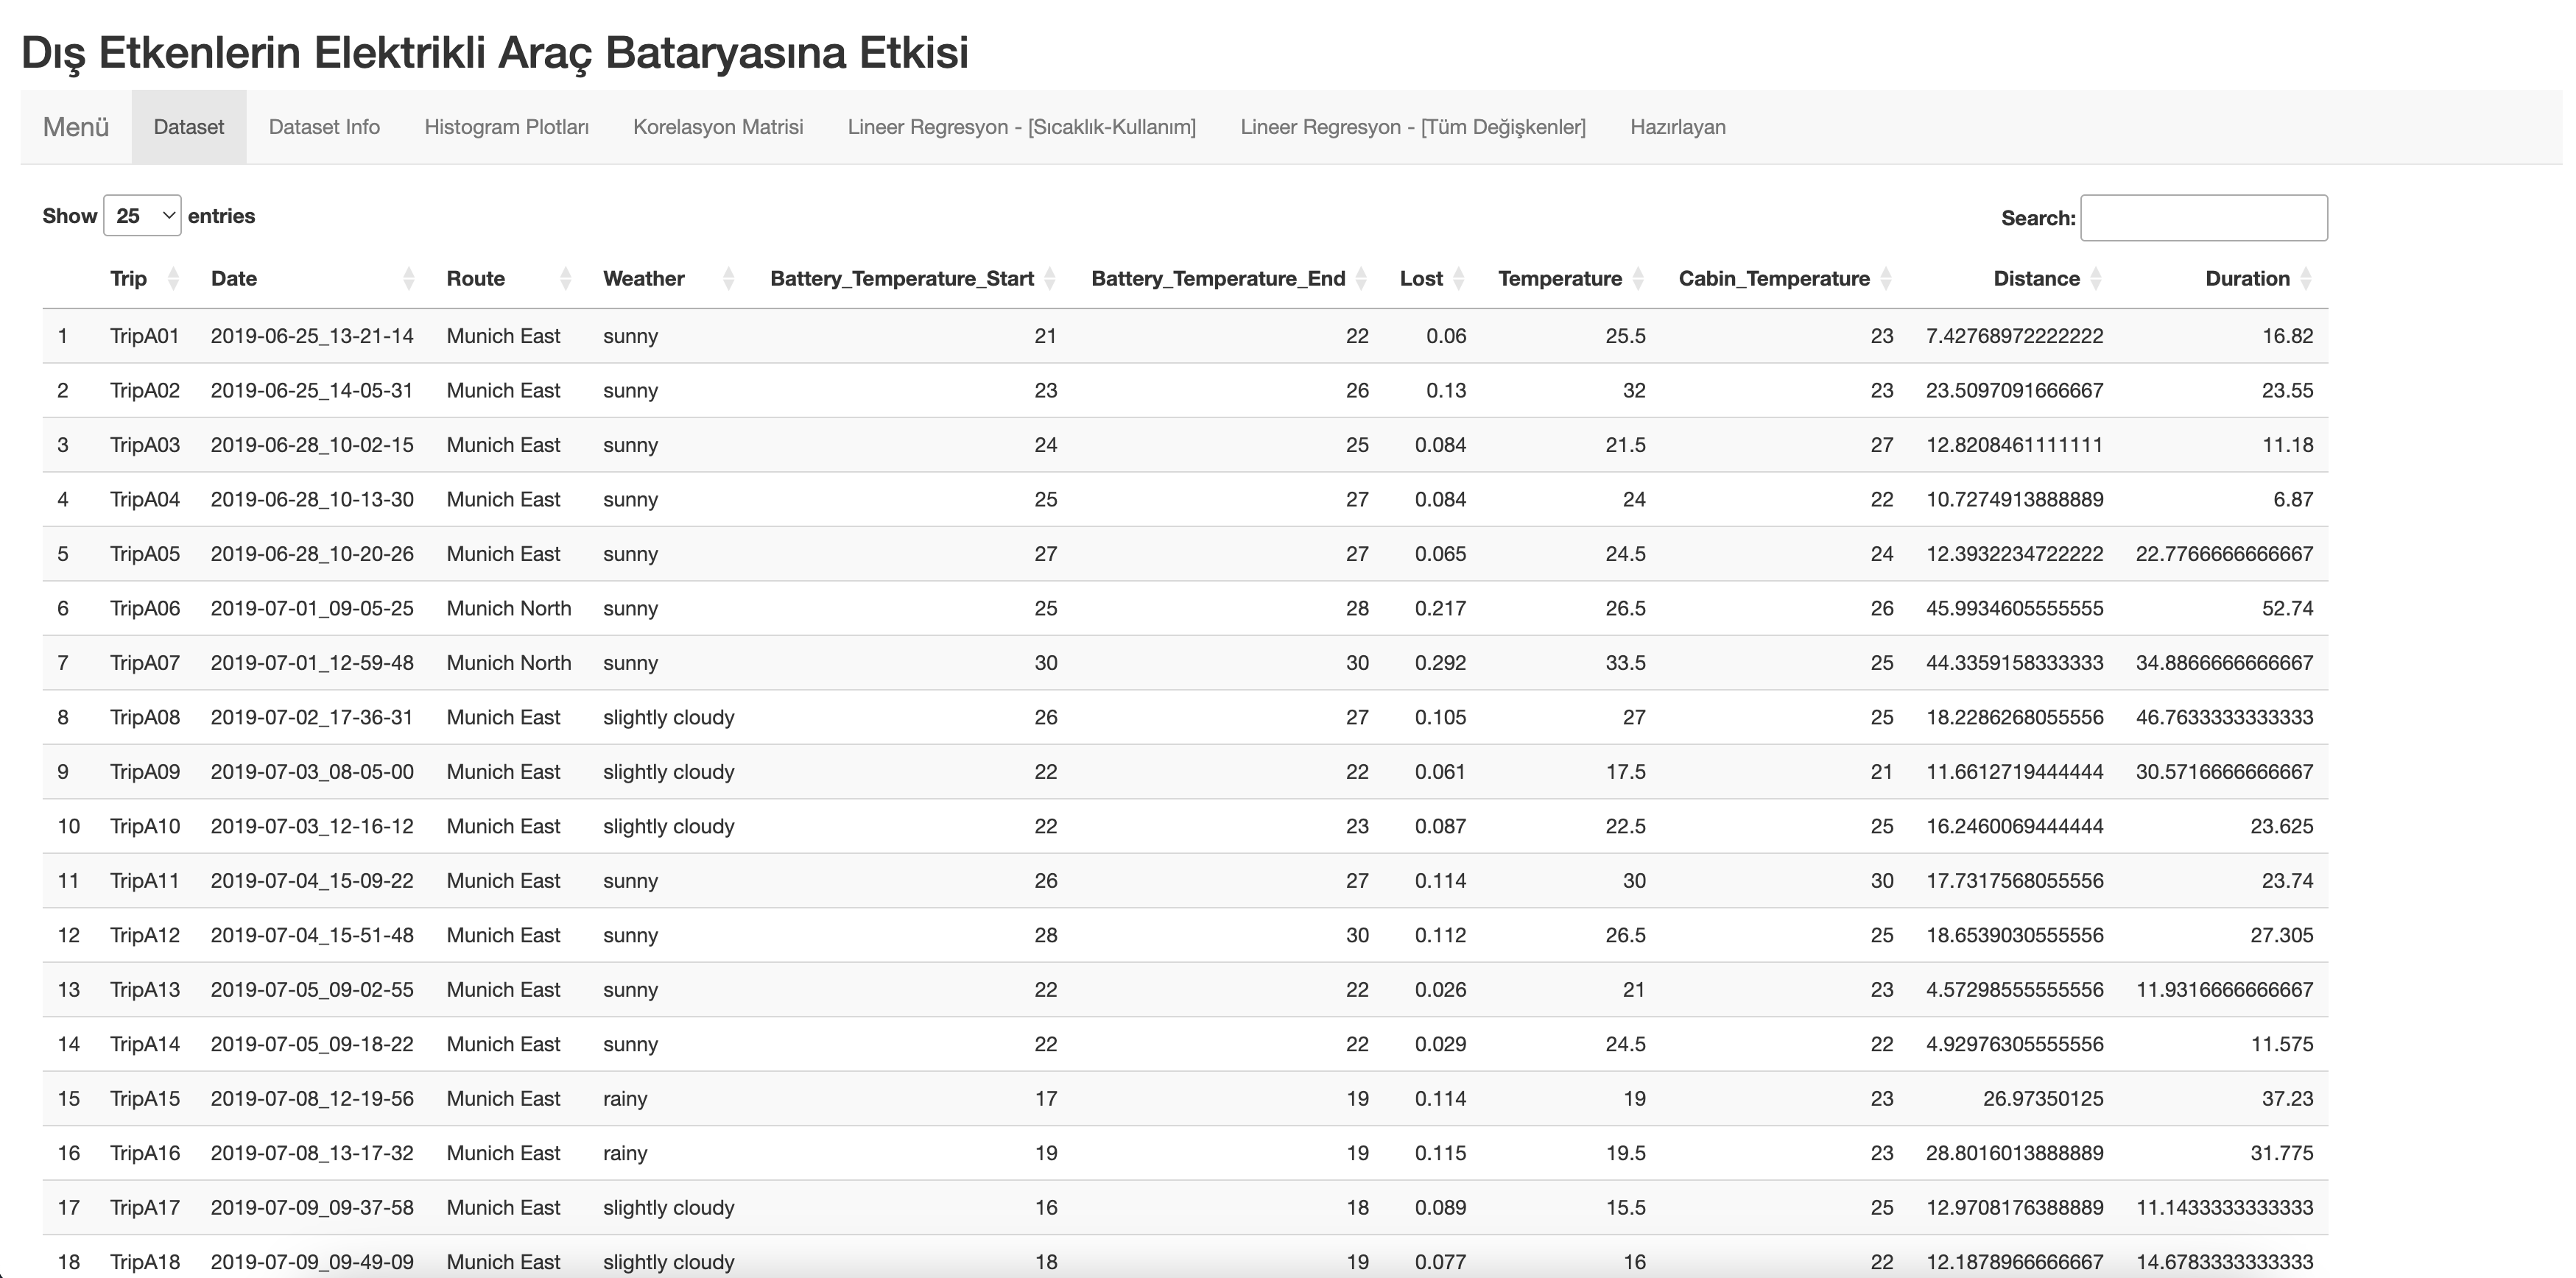 Dış Etkenlerin Elektrikli Araç Bataryasına Etkisi
Menü Dataset Dataset Info Histogram Plotları Korelasyon Matrisi Lineer Regresyon - [Sıcaklık-Kullanım] Lineer Regresyon - [Tüm Değişkenler] Hazırlayan
Show 25 entries Search:
Trip Date Route Weather Battery_Temperature_Start Battery_Temperature_End Lost Temperature Cabin_Temperature Distance Duration
1 TripA01 2019-06-25_13-21-14 Munich East sunny 21 22 0.06 25.5 23 7.42768972222222 16.82
2 TripA02 2019-06-25_14-05-31 Munich East sunny 23 26 0.13 32 23 23.5097091666667 23.55
3 TripA03 2019-06-28_10-02-15 Munich East sunny 24 25 0.084 21.5 27 12.8208461111111 11.18
4 TripA04 2019-06-28_10-13-30 Munich East sunny 25 27 0.084 24 22 10.7274913888889 6.87
5 TripA05 2019-06-28_10-20-26 Munich East sunny 27 27 0.065 24.5 24 12.3932234722222 22.7766666666667
6 TripA06 2019-07-01_09-05-25 Munich North sunny 25 28 0.217 26.5 26 45.9934605555555 52.74
7 TripA07 2019-07-01_12-59-48 Munich North sunny 30 30 0.292 33.5 25 44.3359158333333 34.8866666666667
8 TripA08 2019-07-02_17-36-31 Munich East slightly cloudy 26 27 0.105 27 25 18.2286268055556 46.7633333333333
9 TripA09 2019-07-03_08-05-00 Munich East slightly cloudy 22 22 0.061 17.5 21 11.6612719444444 30.5716666666667
10 TripA10 2019-07-03_12-16-12 Munich East slightly cloudy 22 23 0.087 22.5 25 16.2460069444444 23.625
11 TripA11 2019-07-04_15-09-22 Munich East sunny 26 27 0.114 30 30 17.7317568055556 23.74
12 TripA12 2019-07-04_15-51-48 Munich East sunny 28 30 0.112 26.5 25 18.6539030555556 27.305
13 TripA13 2019-07-05_09-02-55 Munich East sunny 22 22 0.026 21 23 4.57298555555556 11.9316666666667
14 TripA14 2019-07-05_09-18-22 Munich East sunny 22 22 0.029 24.5 22 4.92976305555556 11.575
15 TripA15 2019-07-08_12-19-56 Munich East rainy 17 19 0.114 19 23 26.97350125 37.23
16 TripA16 2019-07-08_13-17-32 Munich East rainy 19 19 0.115 19.5 23 28.8016013888889 31.775
17 TripA17 2019-07-09_09-37-58 Munich East slightly cloudy 16 18 0.089 15.5 25 12.9708176388889 11.1433333333333
18 TripA18 2019-07-09_09-49-09 Munich East slightly cloudy 18 19 0.077 16 22 12.1878966666667 14.6783333333333